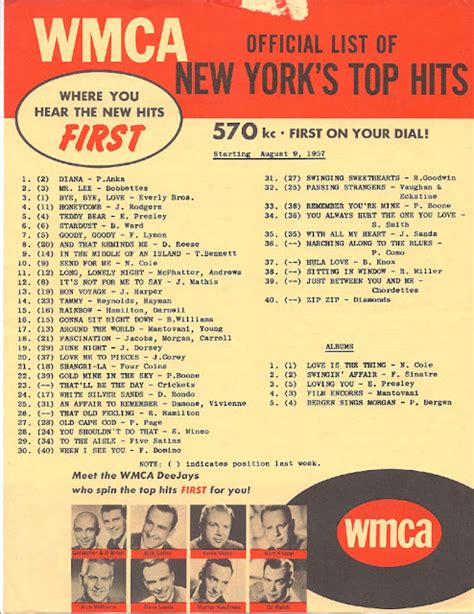 WMCA
OFFICIAL LIST OF
NEW YORK'S TOP HITS
WHERE YOU
HEAR THE NEW HITS
FIRST
570 kc · FIRST ON YOUR DIAL!
Starting August 9, 1957
1. (2) DIANA - P.Anka
2. (3) MR. LEE - Bobbettes
3. (1) BYE, BYE, LOVE - Everly Bros.
4. (11) HONEYCOMB - J. Rodgers
5. (4) TEDDY BEAR - E. Presley
6. (6) STARDUST - B. Ward
7. (5) GOODY, GOODY - F. Lymon
8. (20) AND THAT REMINDS ME - D. Reese
9. (14) IN THE MIDDLE OF AN ISLAND - T.Bennett
10. (9) SEND FOR ME - N. Cole
11. (12) LONG, LONELY NIGHT - McPhatter, Andrews
12. (8) IT'S NOT FOR ME TO SAY - J. Mathis
13. (19) BON VOYAGE - J. Harper
14. (23) TAMMY - Reynolds, Hayman
15. (16) RAINBOW - Hamilton, Darnell
16. (15) GONNA SIT RIGHT DOWN - B.Williams
17. (13) AROUND THE WORLD - Mantovani, Young
18. (21) FASCINATION - Jacobs, Morgan, Carroll
19. (29) JUNE NIGHT - J. Dorsey
20. (37) LOVE ME TO PIECES - J.Corey
21. (18) SHANGRI-LA - Four Coins
22. (39) GOLD MINE IN THE SKY - P.Boone
23. (--) THAT'LL BE THE DAY - Crickets
24. (17) WHITE SILVER SANDS - D. Rondo
25. (31) AN AFFAIR TO REMEMBER - Damone, Vivienne
26. (--) THAT OLD FEELING - R. Hamilton
27. (28) OLD CAPE COD - P. Page
28. (24) YOU SHOULDN'T DO THAT - S. Mineo
29. (34) TO THE AISLE - Five Satins
30. (40) WHEN I SEE YOU - F. Domino
31. (27) SWINGING SWEETHEARTS - R.Goodwin
32. (25) PASSING STRANGERS - Vaughan &
Eckstine
33. (38) REMEMBER YOU'RE MINE - P. Boone
34. (36) YOU ALWAYS HURT THE ONE YOU LOVE -
S. Smith
35. (--) WITH ALL MY HEART - J. Sands
36. (--) MARCHING ALONG TO THE BLUES -
P. Como
37. (--) HULA LOVE - B. Knox
38. (--) SITTING IN WINDOW - R. Miller
39. (--) JUST BETWEEN YOU AND ME -
Chordettes
40. (--) ZIP ZIP - Diamonds
ALBUMS
1. (1) LOVE IS THE THING - N. Cole
2. (2) SWINGIN' AFFAIR - F. Sinatra
3. (3) LOVING YOU - E. Presley
4. (4) FILM ENCORES - Mantovani
5. (4) BERGEN SINGS MORGAN - P. Bergen
NOTE: ( ) indicates position last week.
Meet the WMCA DeeJays
who spin the top hits FIRST for you!
Gallagher & O'Brien
wmca